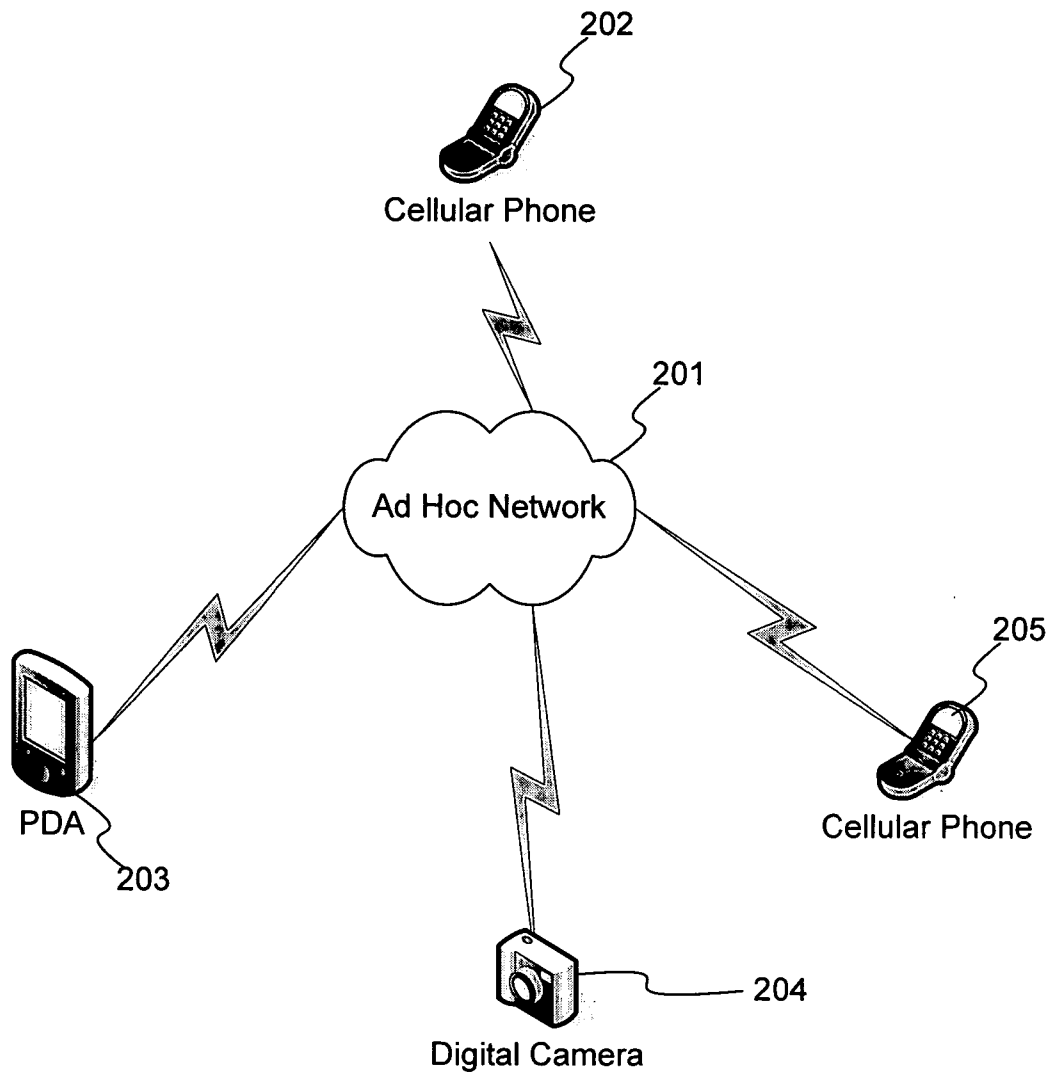 202
Cellular Phone
201
Ad Hoc Network
205
PDA
203
Cellular Phone
204
Digital Camera